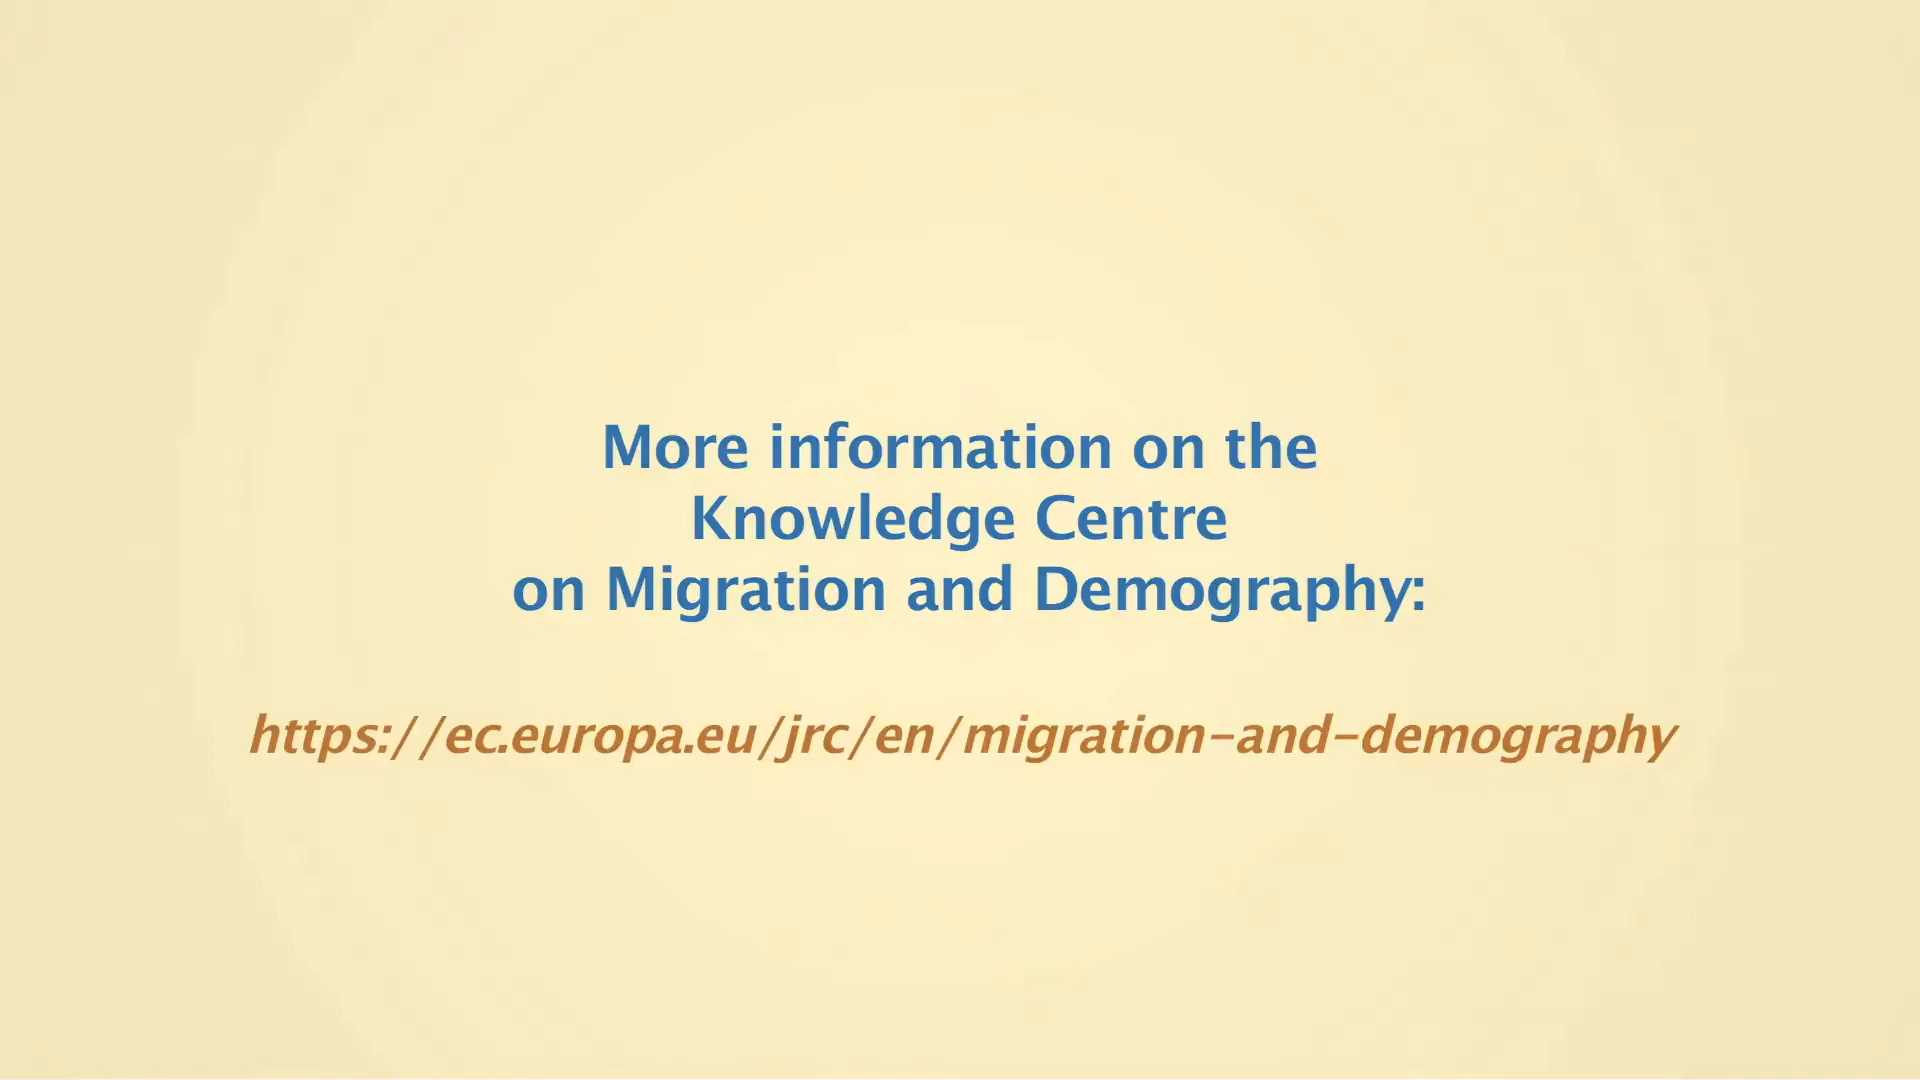 More information on the
Knowledge Centre
on Migration and Demography:
https://ec.europa.eu/jrc/en/migration-and-demography